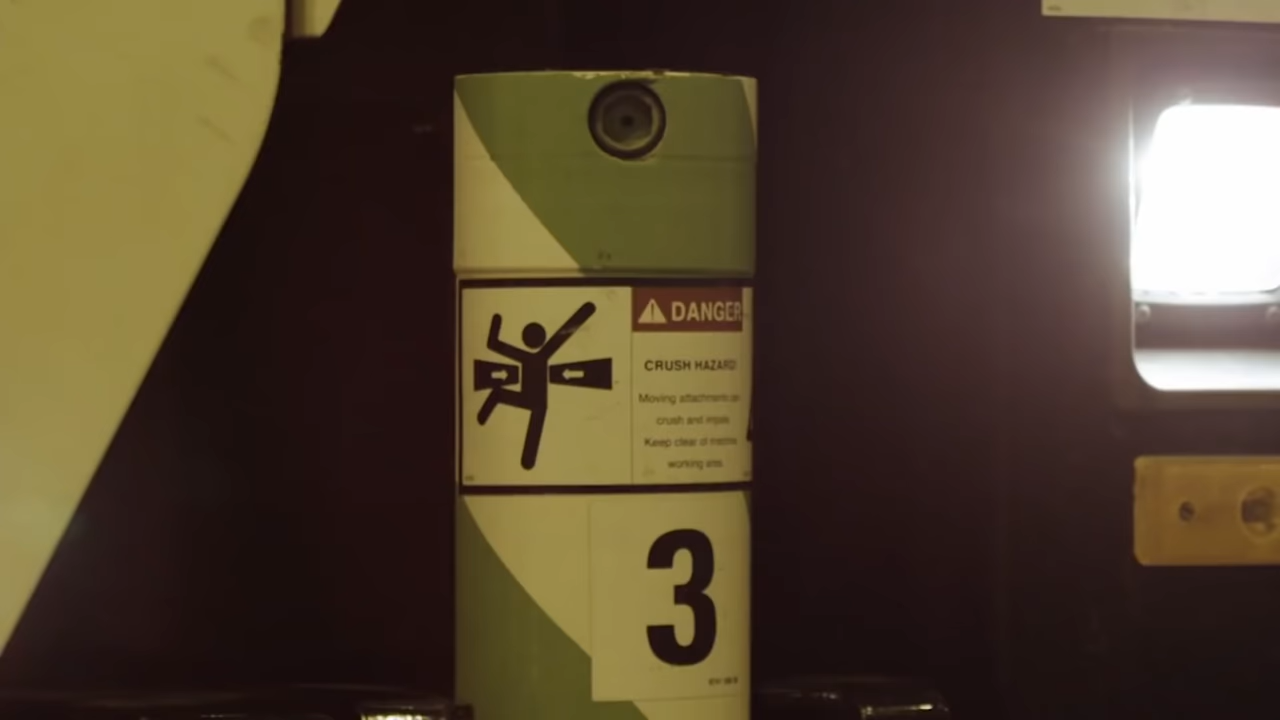 DANGER
CRUSH HAZARD
Moving attachments can
crush and impale
Keep clear of
working area
3